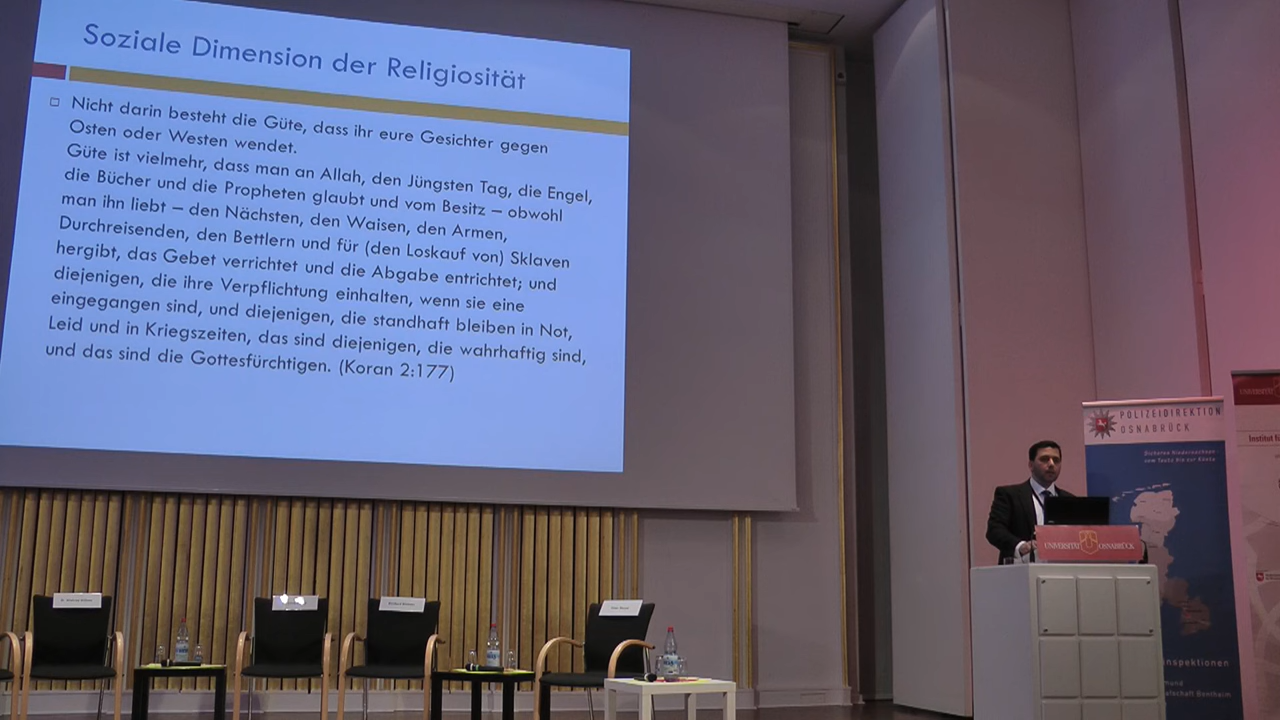 Soziale Dimension der Religiosität
Nicht darin besteht die Güte, dass ihr eure Gesichter gegen
Osten oder Westen wendet.
Güte ist vielmehr, dass man an Allah, den Jüngsten Tag, die Engel,
die Bücher und die Propheten glaubt und vom Besitz – obwohl
man ihn liebt – den Nächsten, den Waisen, den Armen,
Durchreisenden, den Bettlern und für (den Loskauf von) Sklaven
hergibt, das Gebet verrichtet und die Abgabe entrichtet; und
diejenigen, die ihre Verpflichtung einhalten, wenn sie eine
eingegangen sind, und diejenigen, die standhaft bleiben in Not,
Leid und in Kriegszeiten, das sind diejenigen, die wahrhaftig sind,
und das sind die Gottesfürchtigen. (Koran 2:177)
POLIZEIDIREKTION
OSNABRÜCK
UNIVERSITÄT OSNABRÜCK
UNIVERSITÄT
Institut
nspektionen